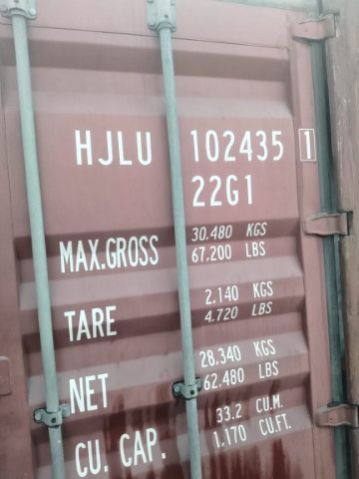 HJLU 102435 1
22G1
MAX.GROSS 30.480 KGS
67.200 LBS
TARE 2.140 KGS
4.720 LBS
NET 28.340 KGS
62.480 LBS
CU. CAP. 33.2 CU.M.
1.170 CU.FT.